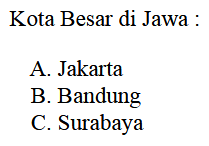 Kota Besar di Jawa :
A. Jakarta
B. Bandung
C. Surabaya